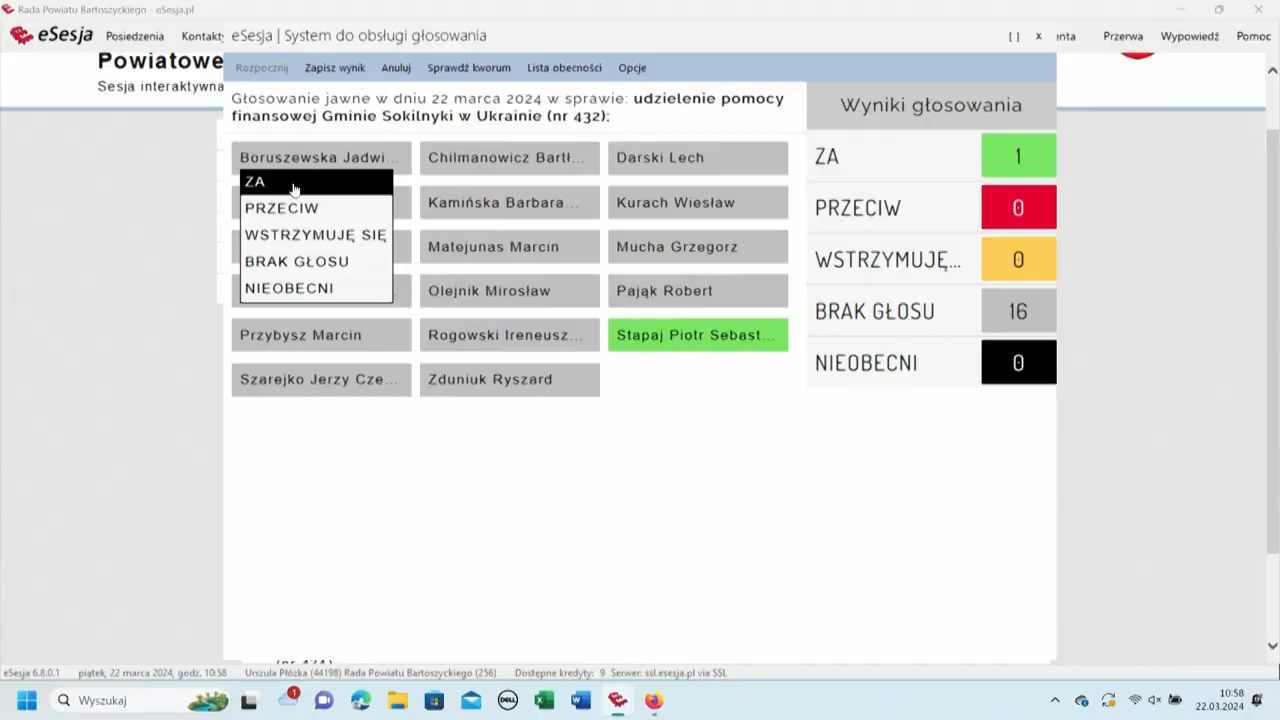 Rada Powiatu Bartoszyckiego - eSesja.pl
eSesja Posiedzenia Kontakt
eSesja | System do obsługi głosowania
[ ] x
enta Przerwa Wypowiedź Pomoc
Powiatowe
Sesja interaktywna
Rozpocznij Zapisz wynik Anuluj Sprawdź kworum Lista obecności Opcje
Głosowanie jawne w dniu 22 marca 2024 w sprawie: udzielenie pomocy
finansowej Gminie Sokilnyki w Ukrainie (nr 432);
Boruszewska Jadwi... Chilmanowicz Bartł... Darski Lech
Kamińska Barbara... Kurach Wiesław
Matejunas Marcin Mucha Grzegorz
Olejnik Mirosław Pająk Robert
Przybysz Marcin Rogowski Ireneusz... Stapaj Piotr Sebast...
Szarejko Jerzy Cze... Zduniuk Ryszard
ZA
PRZECIW
WSTRZYMUJĘ SIĘ
BRAK GŁOSU
NIEOBECNI
Wyniki głosowania
ZA 1
PRZECIW 0
WSTRZYMUJĘ... 0
BRAK GŁOSU 16
NIEOBECNI 0
eSesja 6.8.0.1 piątek, 22 marca 2024, godz. 10:58 Urszula Płózka (44198) Rada Powiatu Bartoszyckiego (256) Dostępne kredyty: 9 Serwer: ssl.esesja.pl via SSL
Wyszukaj
1
DELL
10:58
22.03.2024